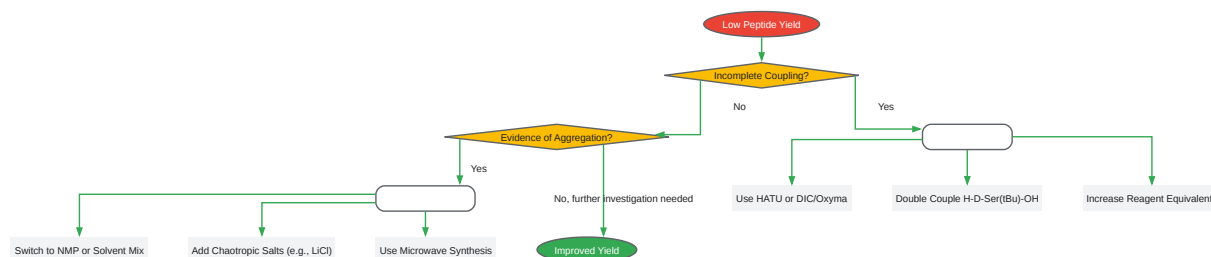 Low Peptide Yield
Incomplete Coupling?
No
Yes
Evidence of Aggregation?
Yes
No, further investigation needed
Use HATU or DIC/Oxyma
Double Couple H-D-Ser(tBu)-OH
Increase Reagent Equivalent
Switch to NMP or Solvent Mix
Add Chaotropic Salts (e.g., LiCl)
Use Microwave Synthesis
Improved Yield